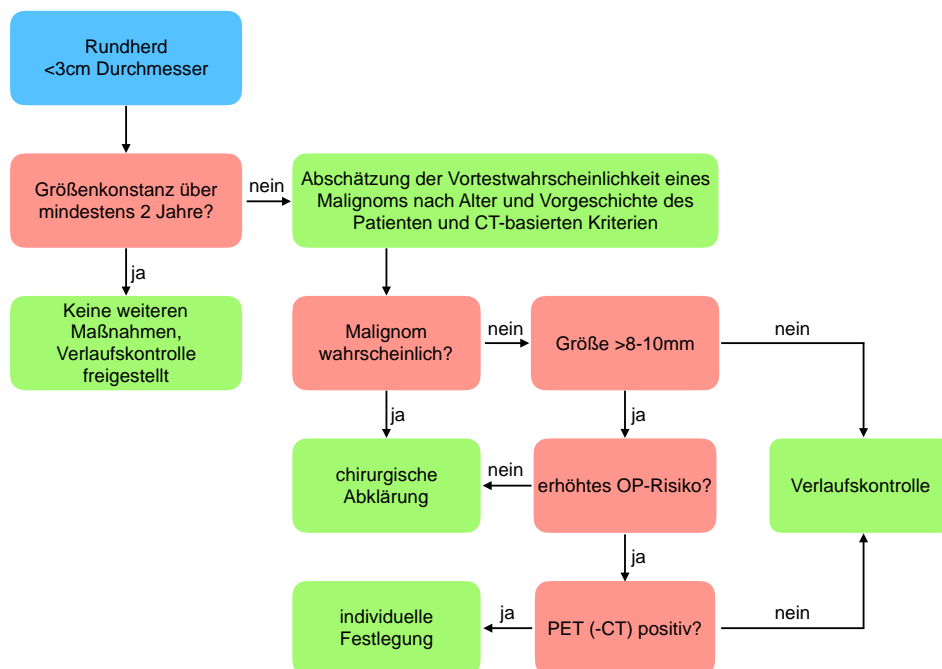 Rundherd
<3cm Durchmesser
Größenkonstanz über
mindestens 2 Jahre?
nein
Abschätzung der Vortestwahrscheinlichkeit eines
Malignoms nach Alter und Vorgeschichte des
Patienten und CT-basierten Kriterien
ja
Keine weiteren
Maßnahmen,
Verlaufskontrolle
freigestellt
Malignom
wahrscheinlich?
nein
Größe >8-10mm
nein
ja
ja
chirurgische
Abklärung
nein
erhöhtes OP-Risiko?
Verlaufskontrolle
ja
individuelle
Festlegung
ja
PET (-CT) positiv?
nein